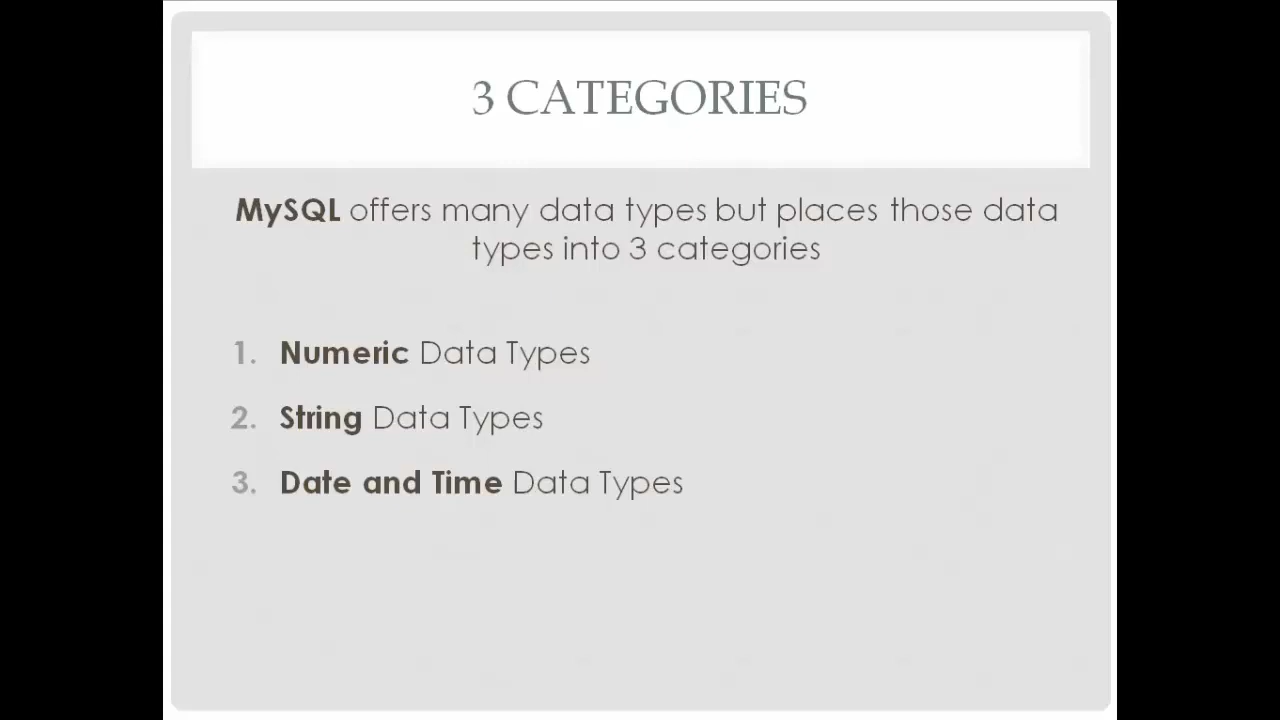 3 CATEGORIES
MySQL offers many data types but places those data
types into 3 categories
1. Numeric Data Types
2. String Data Types
3. Date and Time Data Types